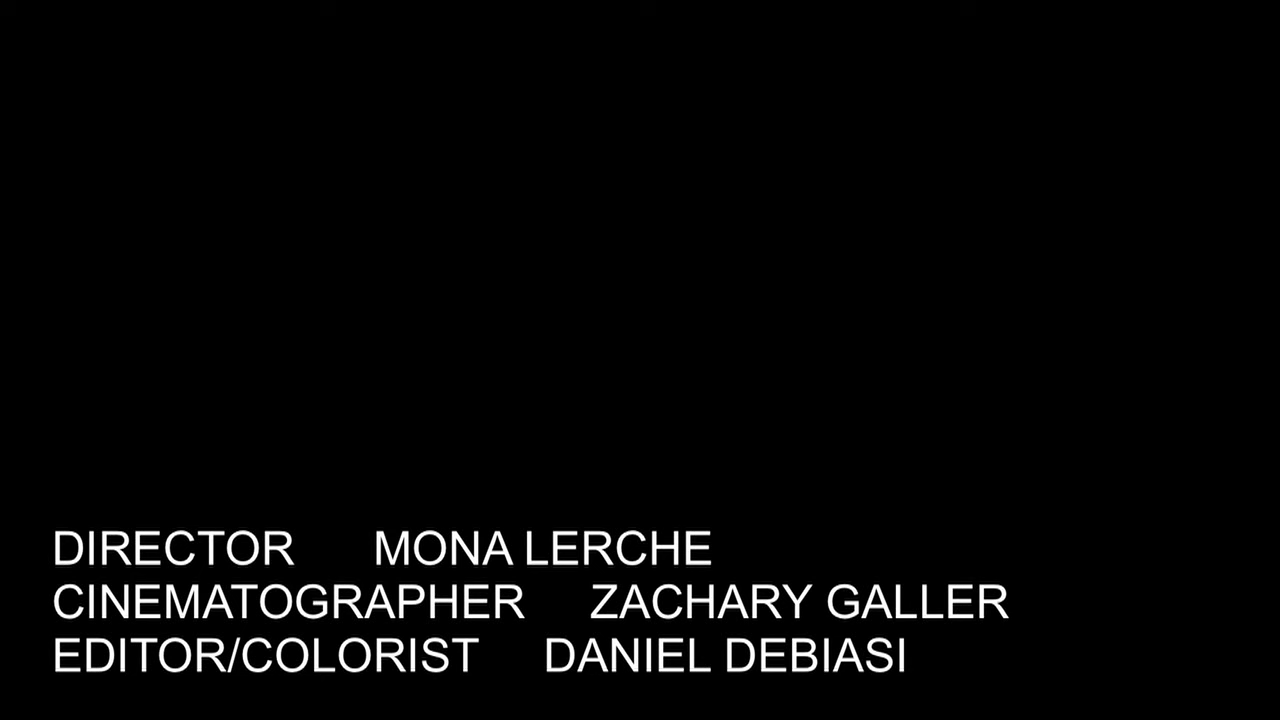 DIRECTOR MONA LERCHE
CINEMATOGRAPHER ZACHARY GALLER
EDITOR/COLORIST DANIEL DEBIASI